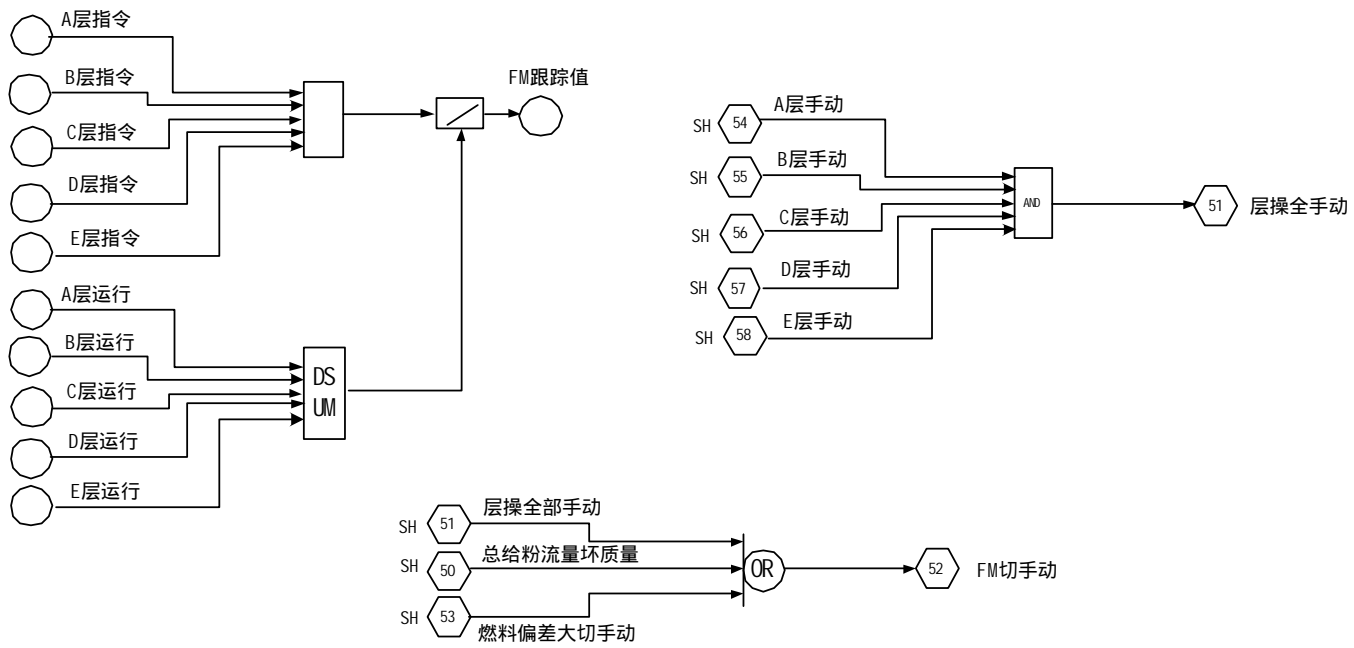 A层指令
B层指令
C层指令
D层指令
E层指令
FM跟踪值
A层运行
B层运行
C层运行
D层运行
E层运行
DS
UM
SH 54 A层手动
SH 55 B层手动
SH 56 C层手动
SH 57 D层手动
SH 58 E层手动
AND
51 层操全手动
SH 51 层操全部手动
SH 50 总给粉流量坏质量
SH 53 燃料偏差大切手动
OR
52 FM切手动